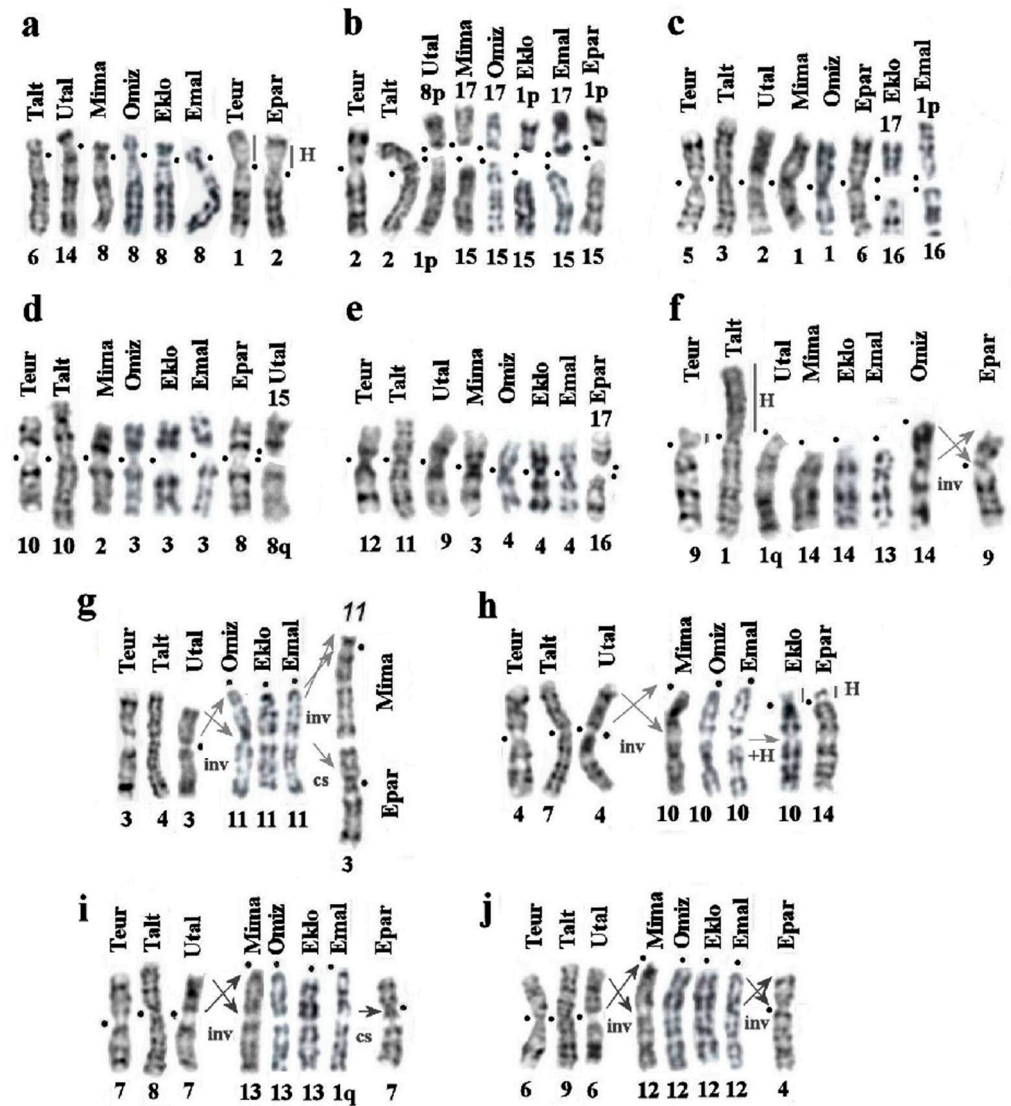 a
Talt Utal Mima Omiz Eklo Emal Teur Epar
H
6 14 8 8 8 8 1 2
b
Teur Talt Utal Mima Omiz Eklo Emal Epar
8p 17 17 1p 17 1p
2 2 1p 15 15 15 15 15
c
Teur Talt Utal Mima Omiz Epar Eklo Emal
17 1p
5 3 2 1 1 6 16 16
d
Teur Talt Mima Omiz Eklo Emal Epar Utal
15
10 10 2 3 3 3 8 8q
e
Teur Talt Utal Mima Omiz Eklo Emal Epar
17
12 11 9 3 4 4 4 16
f
Teur Talt Utal Mima Eklo Emal Omiz Epar
H
inv
9 1 1q 14 14 13 14 9
g
Teur Talt Utal Omiz Eklo Emal
11
Mima
inv
inv
cs
Epar
3 4 3 11 11 11
3
h
Teur Talt Utal Mima Omiz Emal Eklo Epar
H
inv
+H
4 7 4 10 10 10 10 14
i
Teur Talt Utal Mima Omiz Eklo Emal Epar
inv cs
7 8 7 13 13 13 1q 7
j
Teur Talt Utal Mima Omiz Eklo Emal Epar
inv inv
6 9 6 12 12 12 12 4